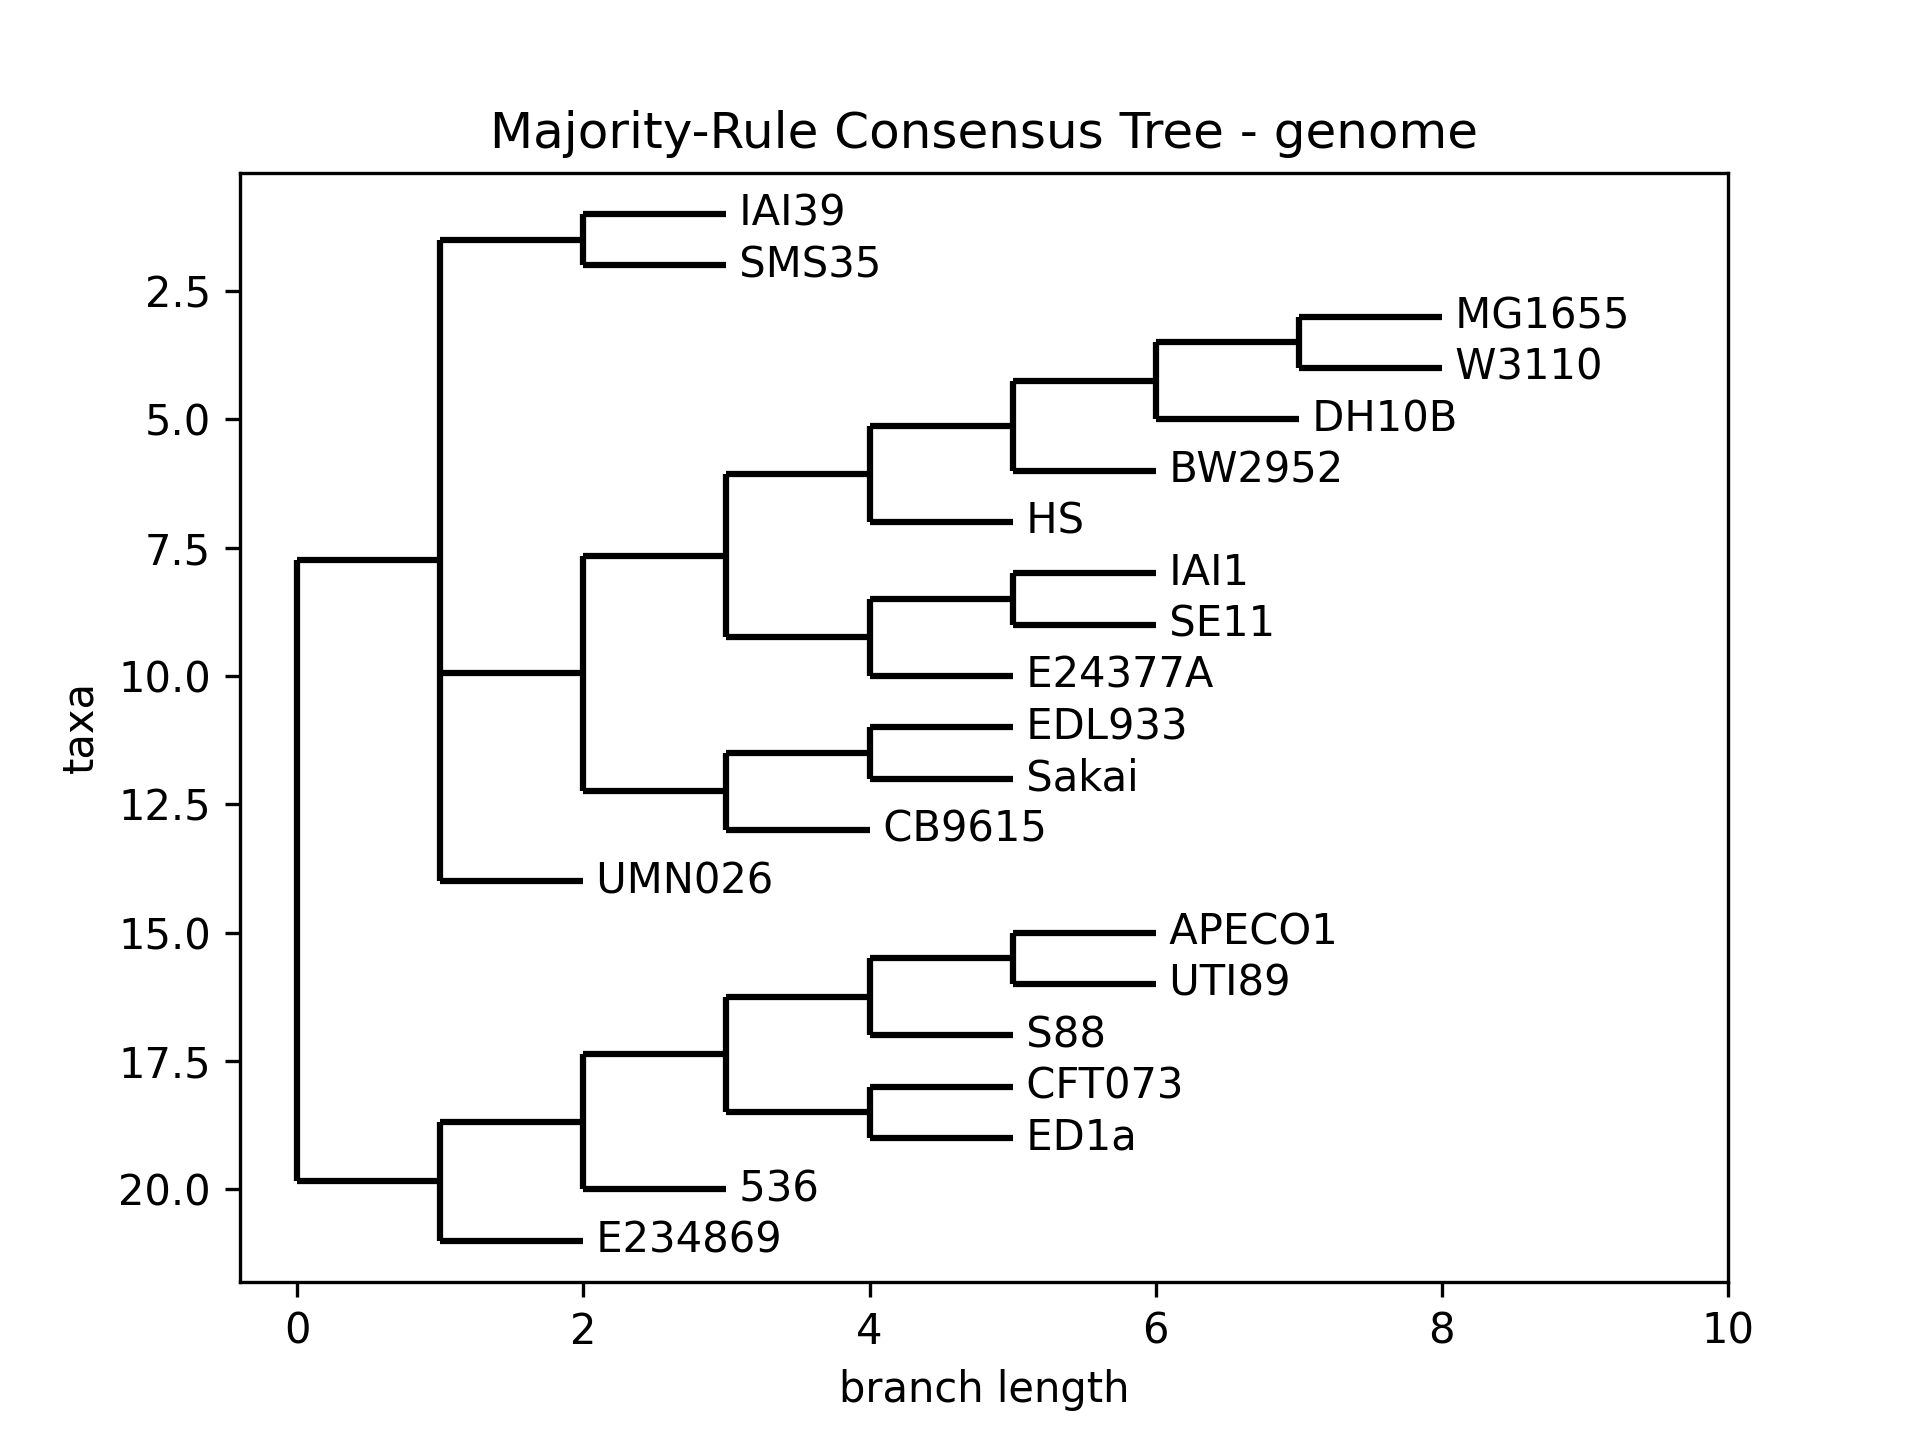 Majority-Rule Consensus Tree - genome
IAI39
SMS35
2.5
MG1655
W3110
DH10B
5.0
BW2952
HS
7.5
IAI1
SE11
E24377A
10.0
EDL933
taxa
Sakai
12.5
CB9615
UMN026
APECO1
15.0
UTI89
S88
17.5
CFT073
ED1a
536
20.0
E234869
0 2 4 6 8 10
branch length